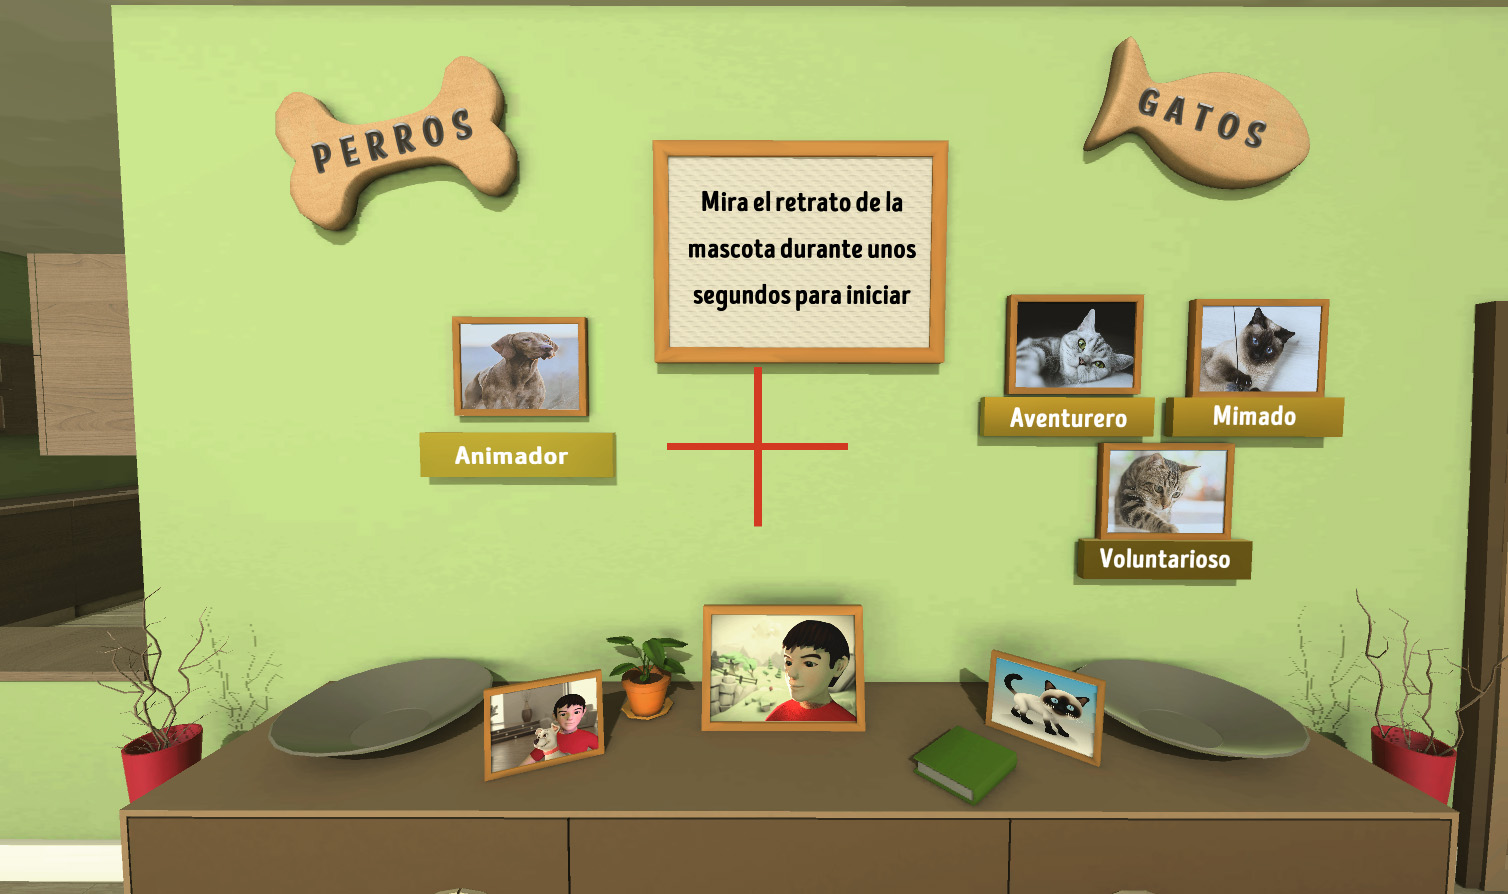 PERROS
GATOS
Mira el retrato de la
mascota durante unos
segundos para iniciar
Animador
Aventurero
Mimado
Voluntarioso